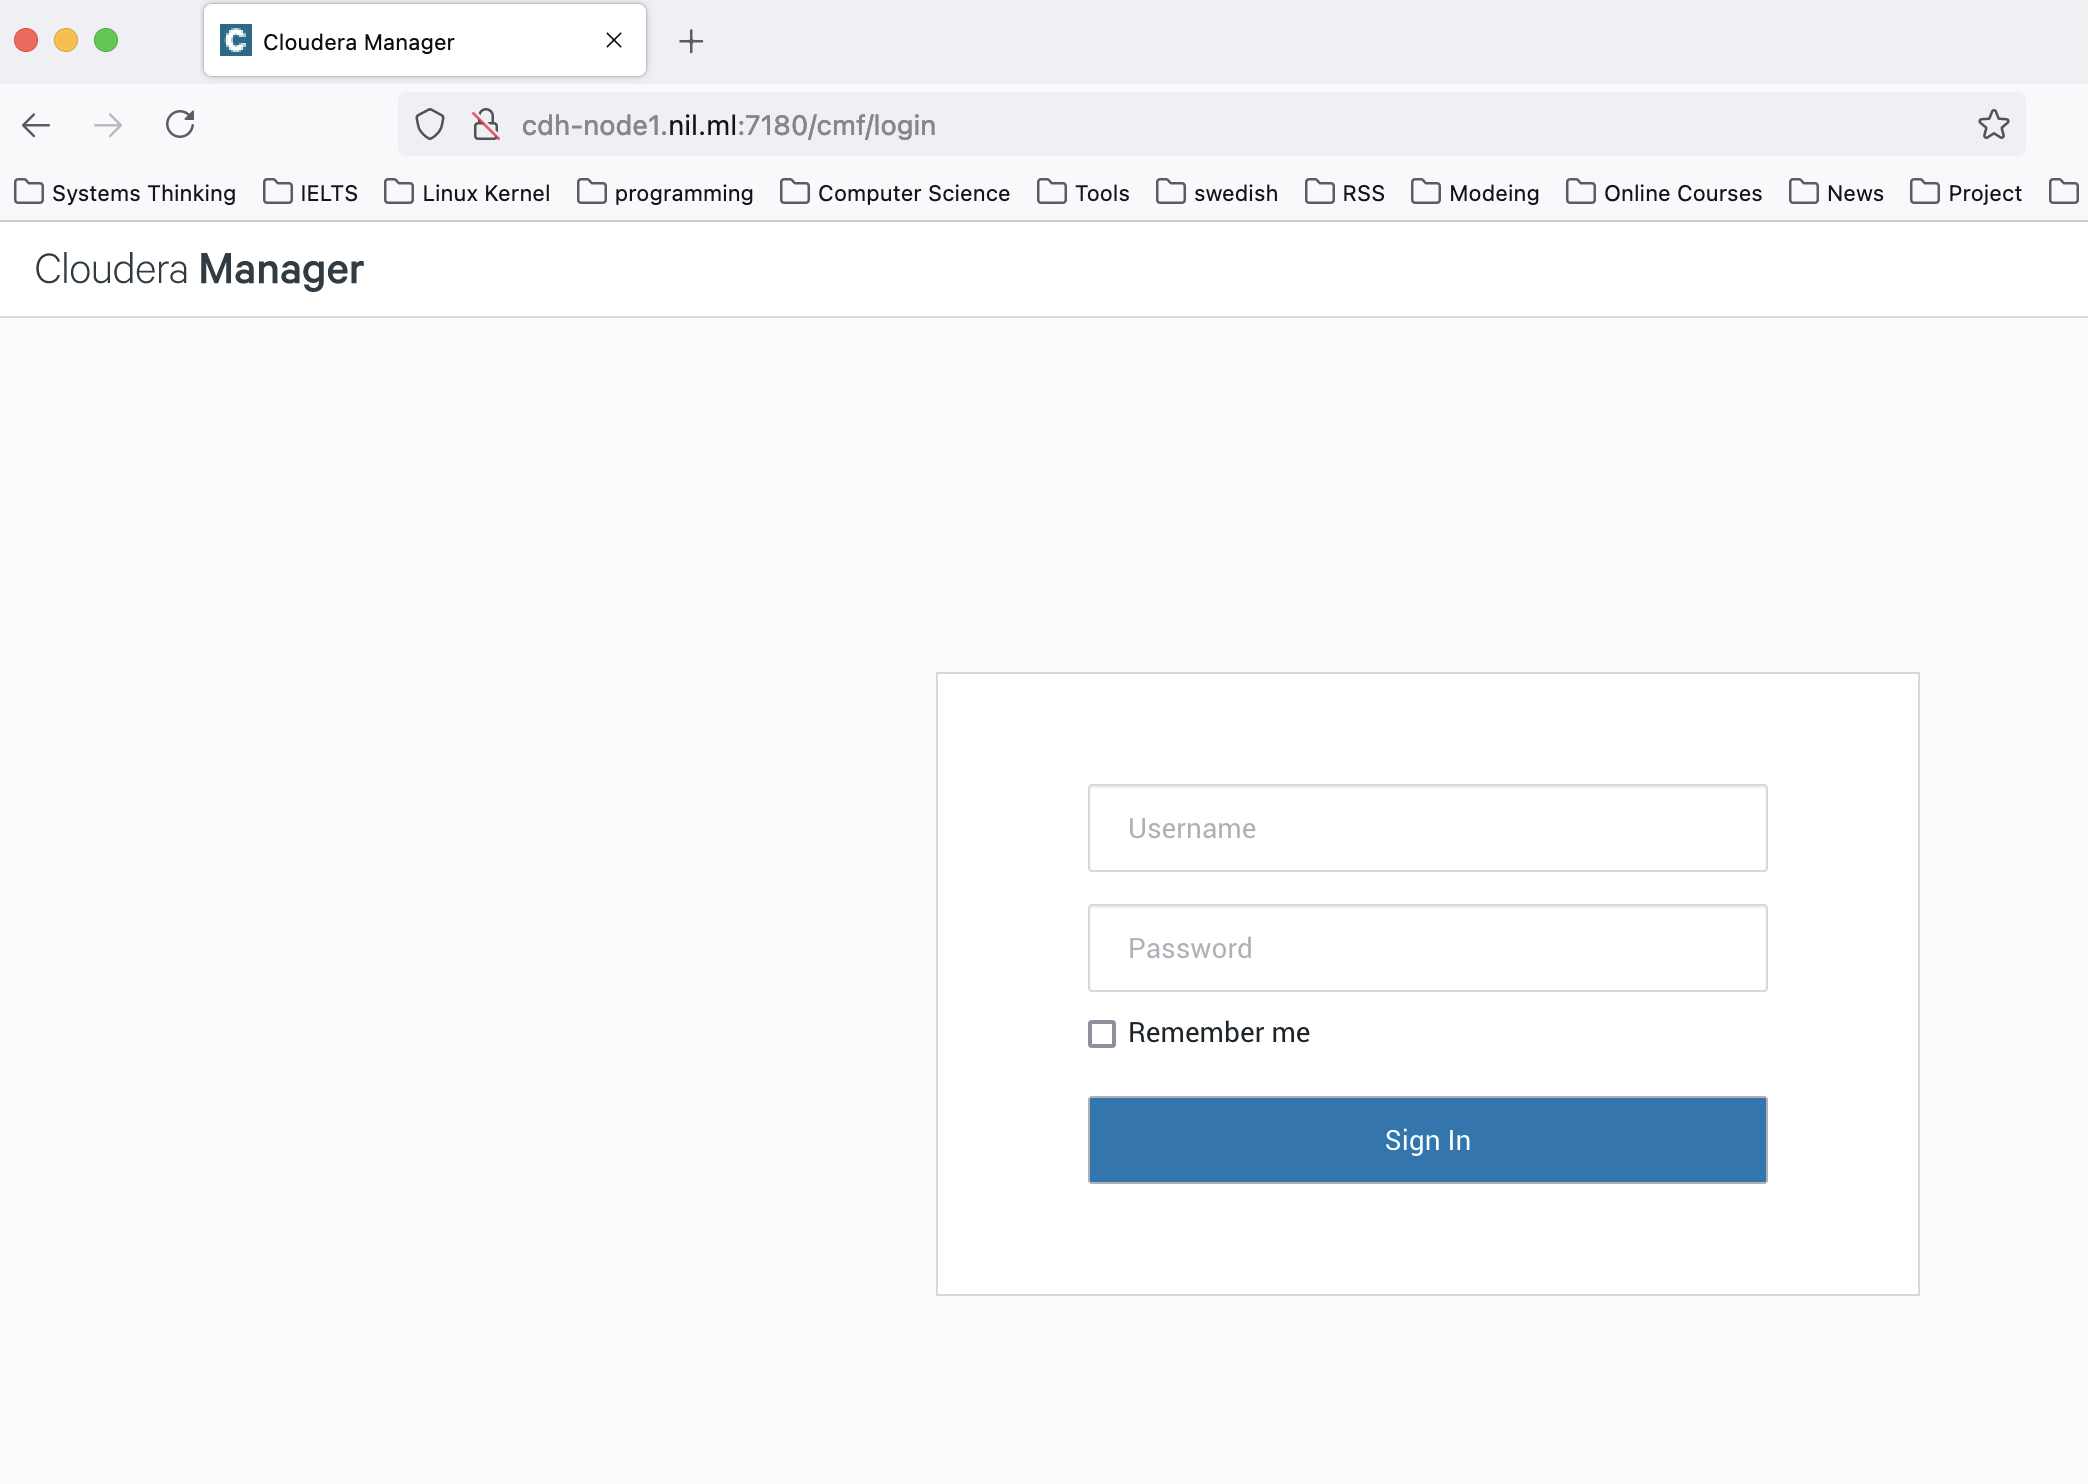 Cloudera Manager
cdh-node1.nil.ml:7180/cmf/login
Systems Thinking IELTS Linux Kernel programming Computer Science Tools swedish RSS Modeing Online Courses News Project
Cloudera Manager
Username
Password
Remember me
Sign In